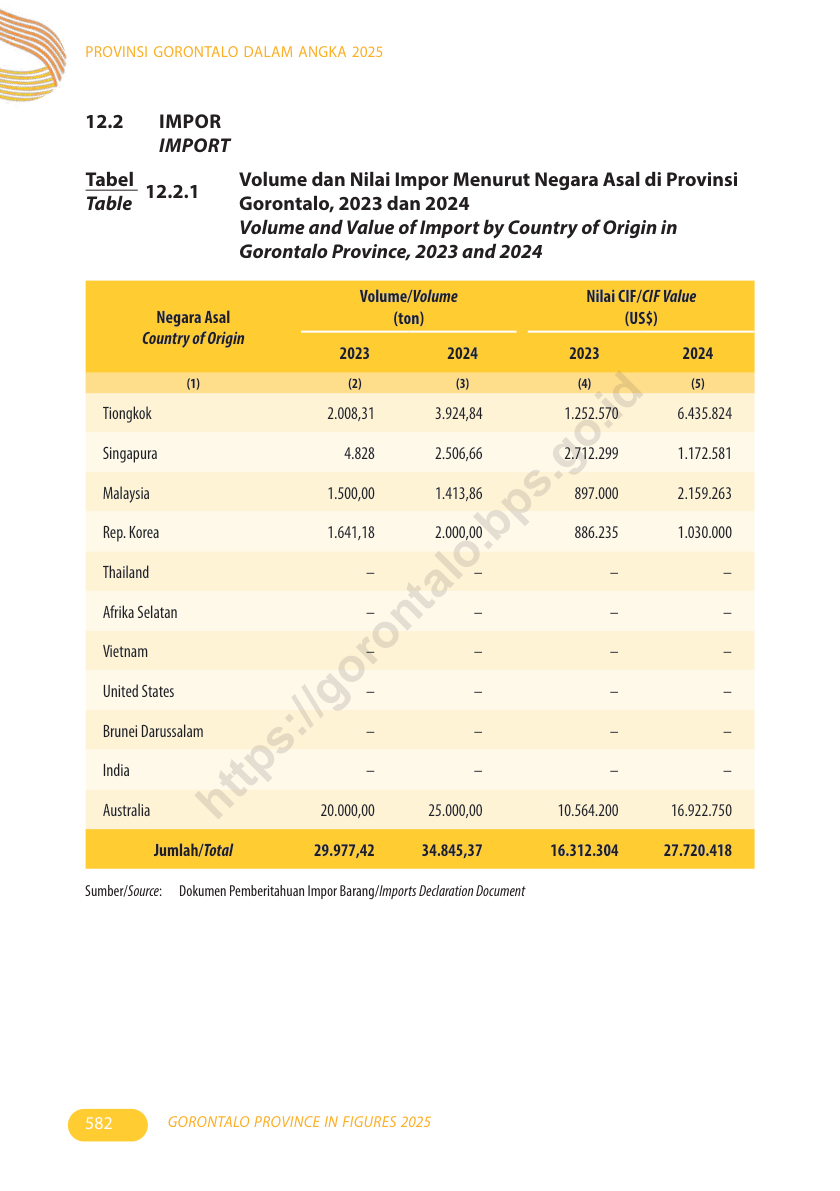 PROVINSI GORONTALO DALAM ANGKA 2025
12.2 IMPOR
IMPORT
Tabel
Table
12.2.1
Volume dan Nilai Impor Menurut Negara Asal di Provinsi
Gorontalo, 2023 dan 2024
Volume and Value of Import by Country of Origin in
Gorontalo Province, 2023 and 2024
Negara Asal
Country of Origin
Volume/Volume
(ton)
Nilai CIF/CIF Value
(US$)
2023 2024 2023 2024
(1) (2) (3) (4) (5)
Tiongkok 2.008,31 3.924,84 1.252.570 6.435.824
Singapura 4.828 2.506,66 2.712.299 1.172.581
Malaysia 1.500,00 1.413,86 897.000 2.159.263
Rep. Korea 1.641,18 2.000,00 886.235 1.030.000
Thailand – – – –
Afrika Selatan – – – –
Vietnam – – – –
United States – – – –
Brunei Darussalam – – – –
India – – – –
Australia 20.000,00 25.000,00 10.564.200 16.922.750
Jumlah/Total 29.977,42 34.845,37 16.312.304 27.720.418
Sumber/Source: Dokumen Pemberitahuan Impor Barang/Imports Declaration Document
https://gorontalo.bps.go.id
582 GORONTALO PROVINCE IN FIGURES 2025